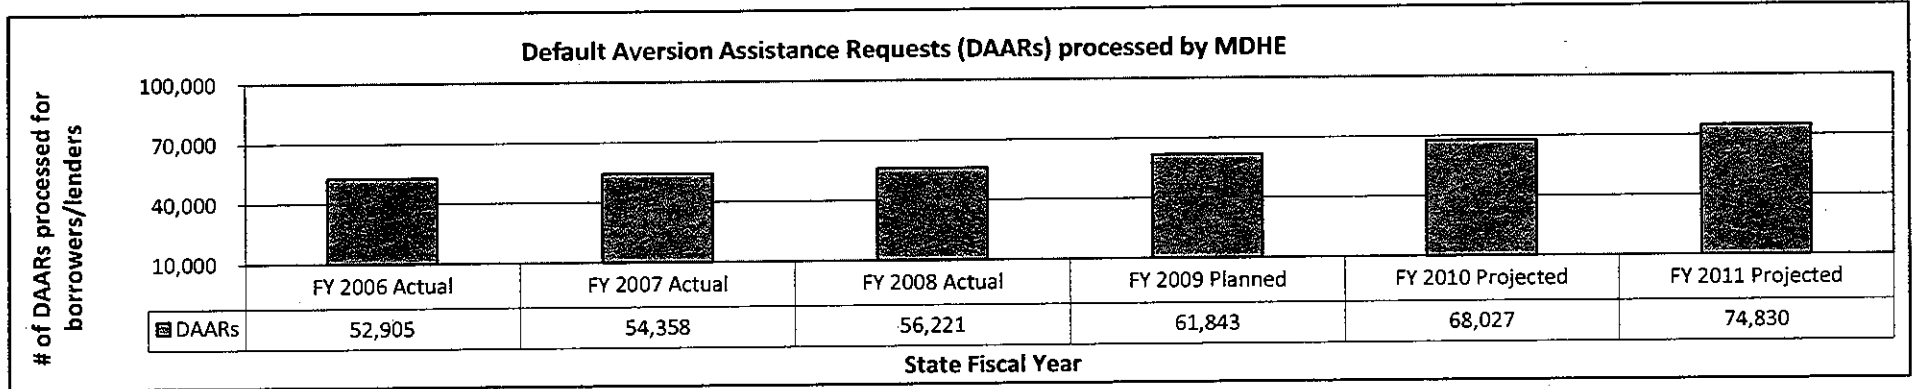 Default Aversion Assistance Requests (DAARs) processed by MDHE
# of DAARs processed for
borrowers/lenders
100,000
70,000
40,000
10,000
FY 2006 Actual FY 2007 Actual FY 2008 Actual FY 2009 Planned FY 2010 Projected FY 2011 Projected
DAARs 52,905 54,358 56,221 61,843 68,027 74,830
State Fiscal Year